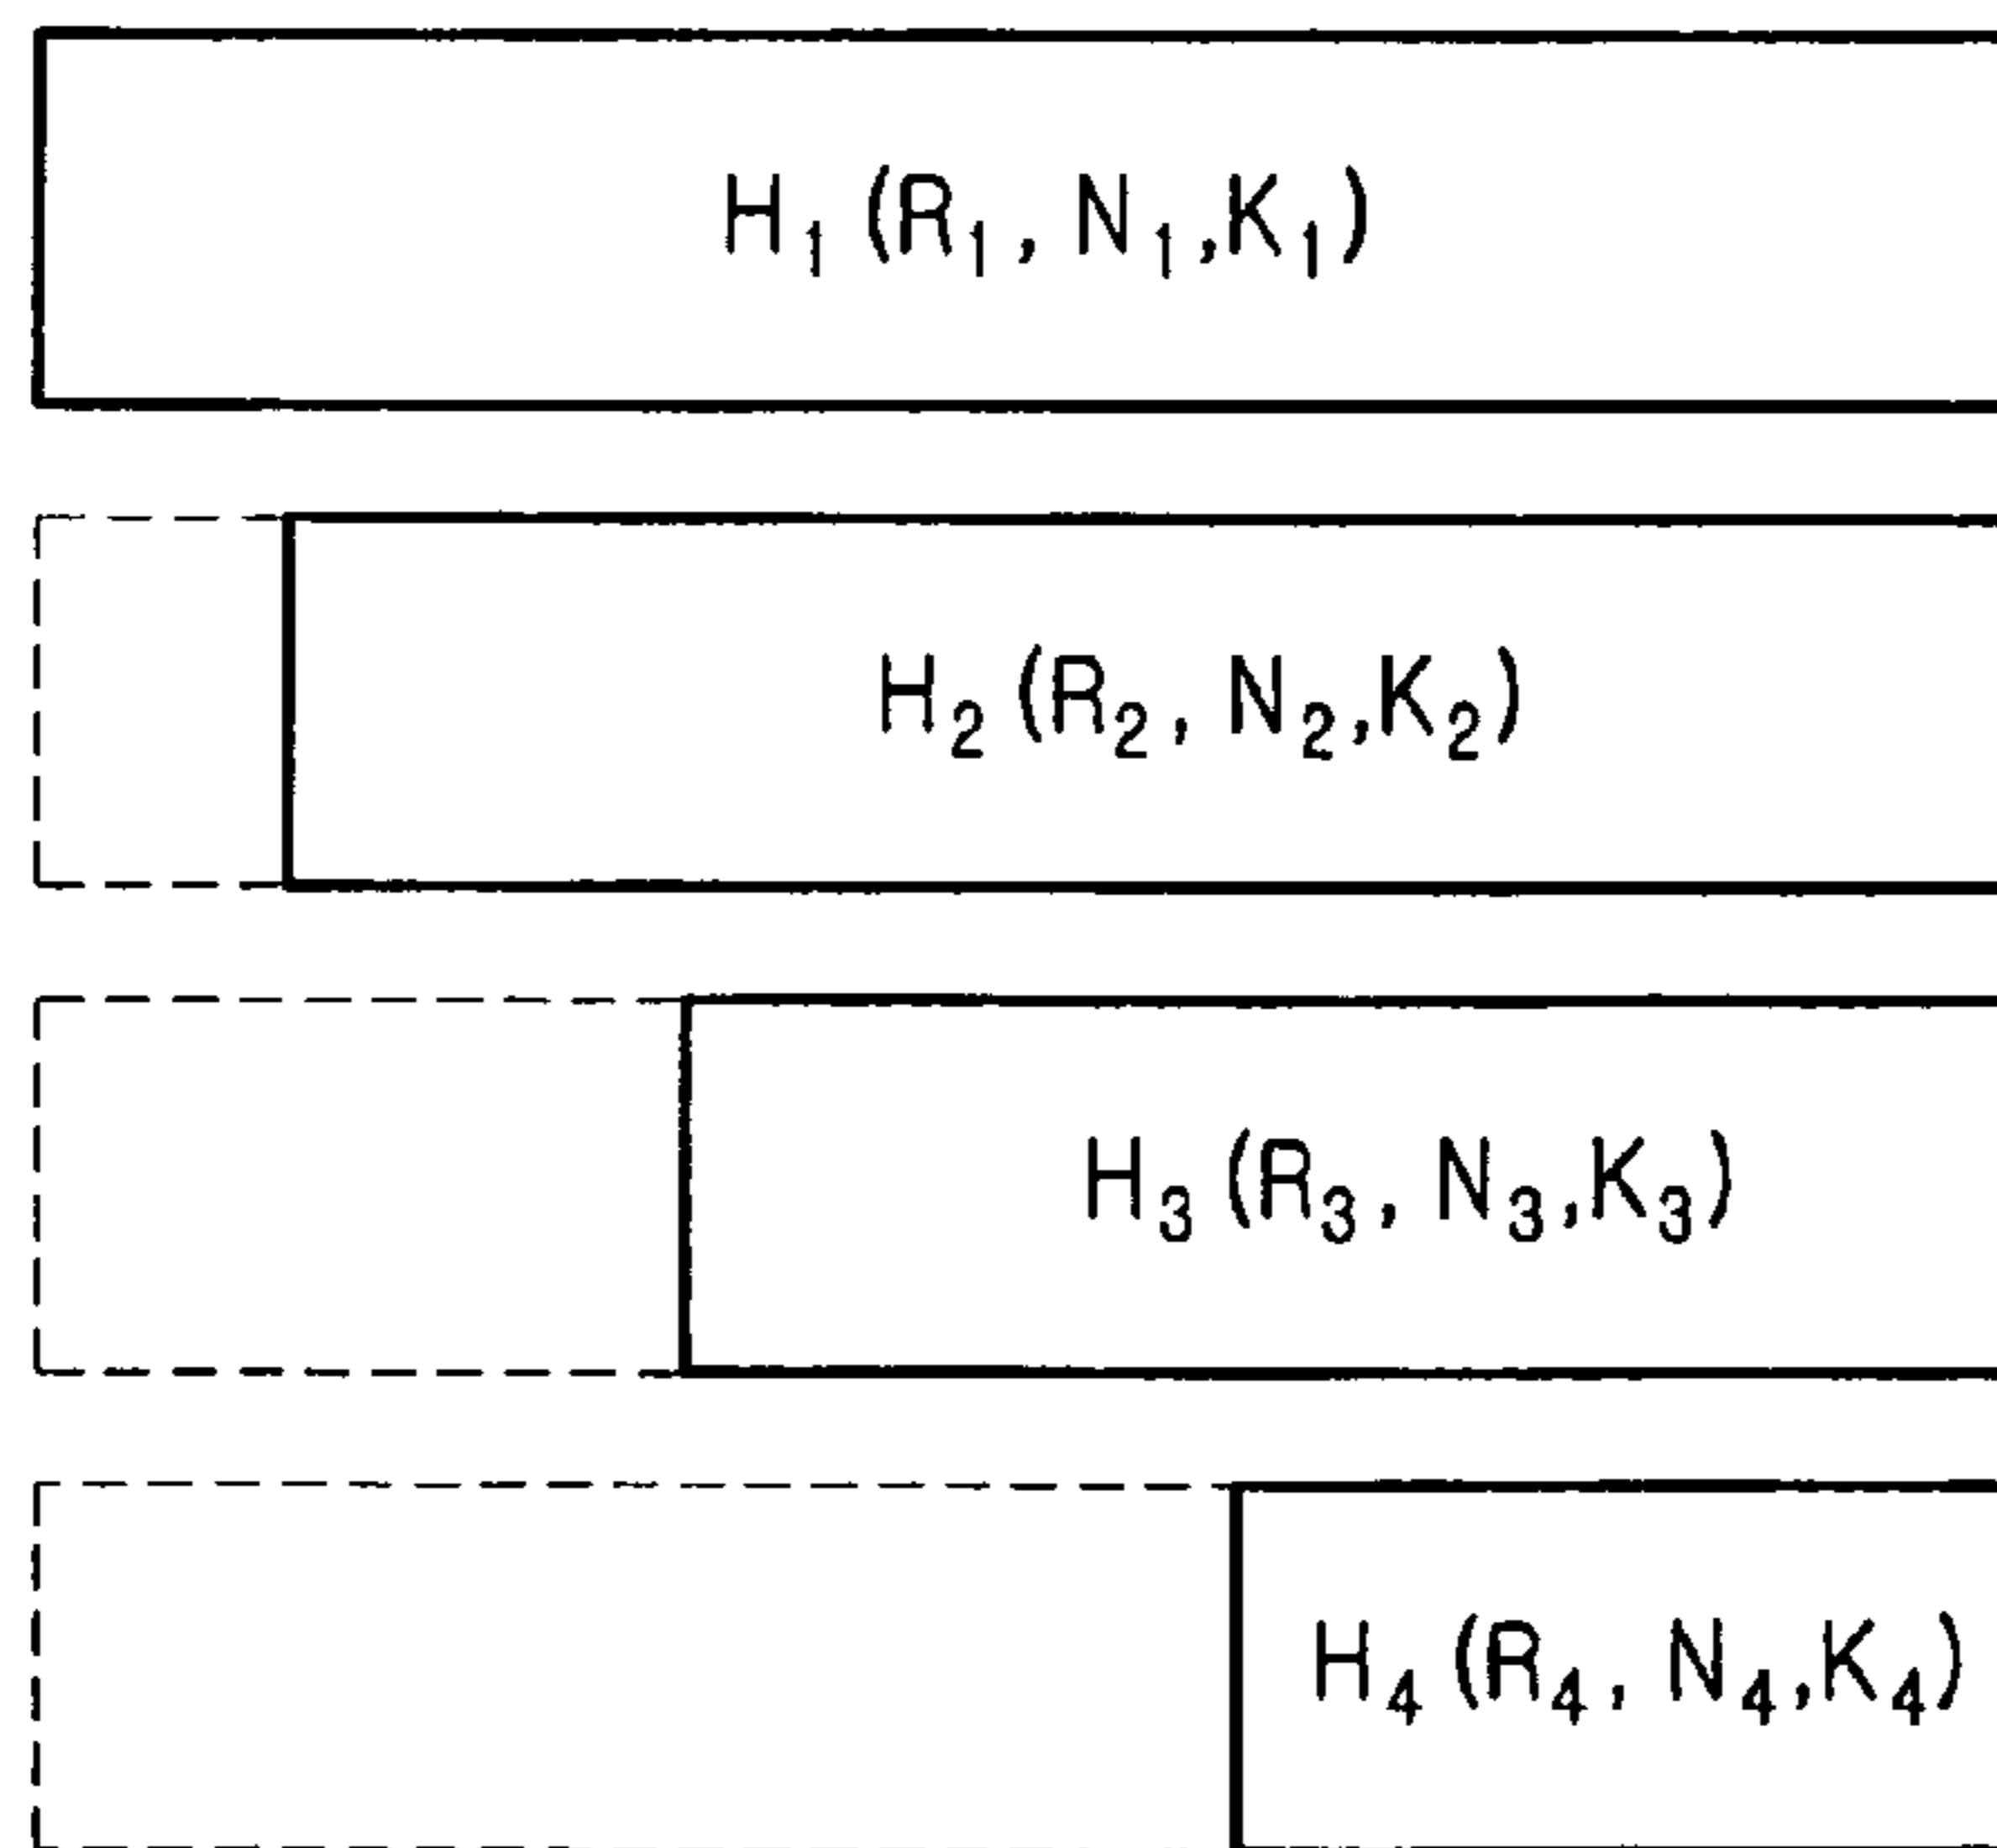 H₁ (R₁, N₁,K₁)
H₂ (R₂, N₂,K₂)
H₃ (R₃, N₃,K₃)
H₄ (R₄, N₄,K₄)